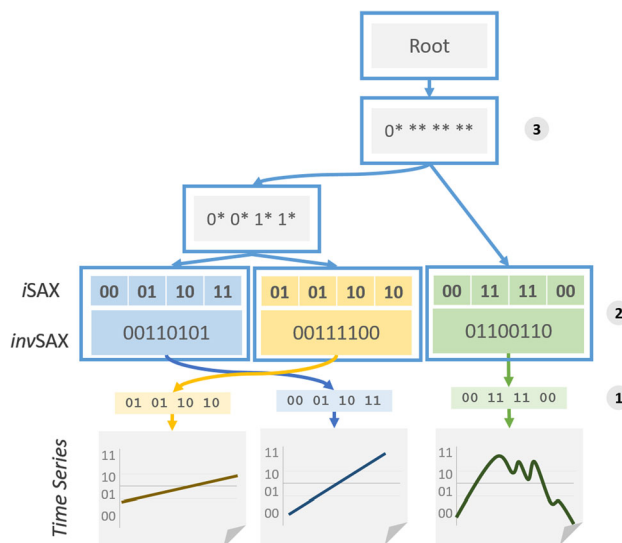 Root
0* ** ** ** 3
0* 0* 1* 1*
iSAX 00 01 10 11 01 01 10 10 00 11 11 00 2
invSAX 00110101 00111100 01100110
01 01 10 10 00 01 10 11 00 11 11 00 1
Time Series
11 10 01 00
11 10 01 00
11 10 01 00